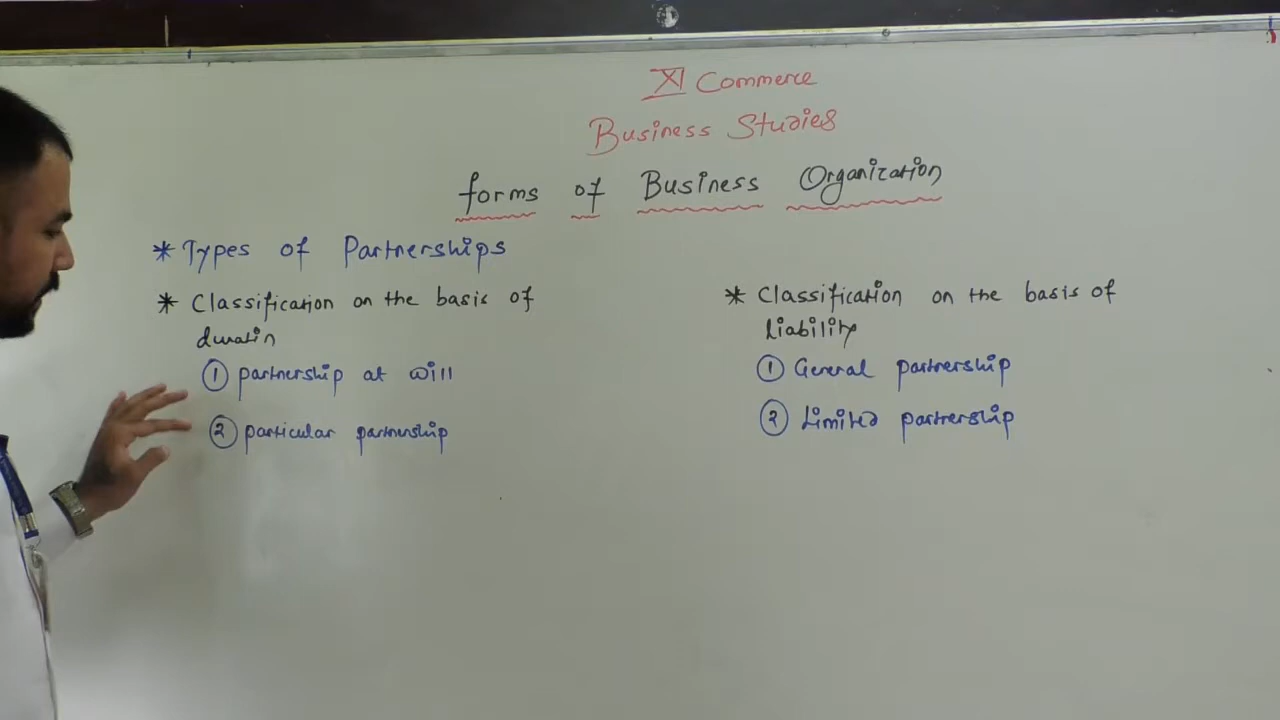 XI Commerce
Business Studies
forms of Business Organization
* Types of Partnerships
* Classification on the basis of
duratin
① partnership at will
② particular partnership
* Classification on the basis of
Liability
① General partnership
② Limited partnership